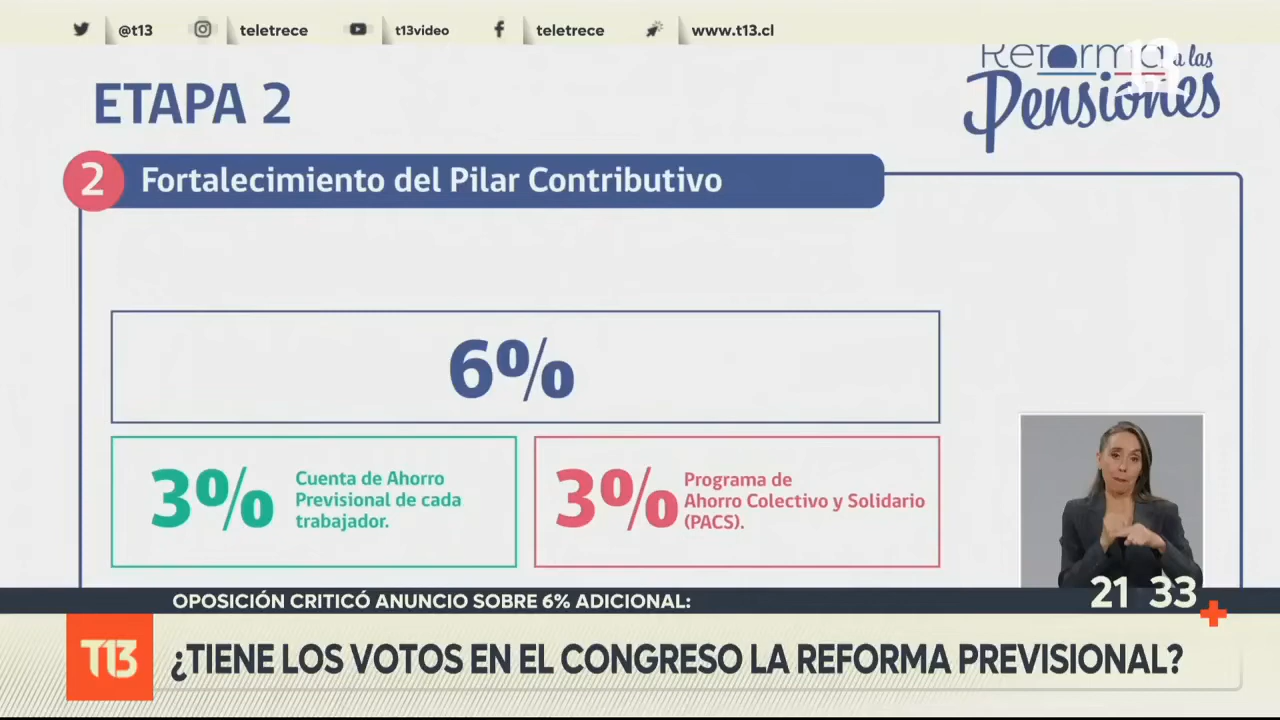 @t13 teletrece t13video teletrece www.t13.cl
Reforma a las
Pensiones
13
ETAPA 2
2 Fortalecimiento del Pilar Contributivo
6%
3%
Cuenta de Ahorro
Previsional de cada
trabajador.
3%
Programa de
Ahorro Colectivo y Solidario
(PACS).
OPOSICIÓN CRITICÓ ANUNCIO SOBRE 6% ADICIONAL:
21 33
T13
¿TIENE LOS VOTOS EN EL CONGRESO LA REFORMA PREVISIONAL?